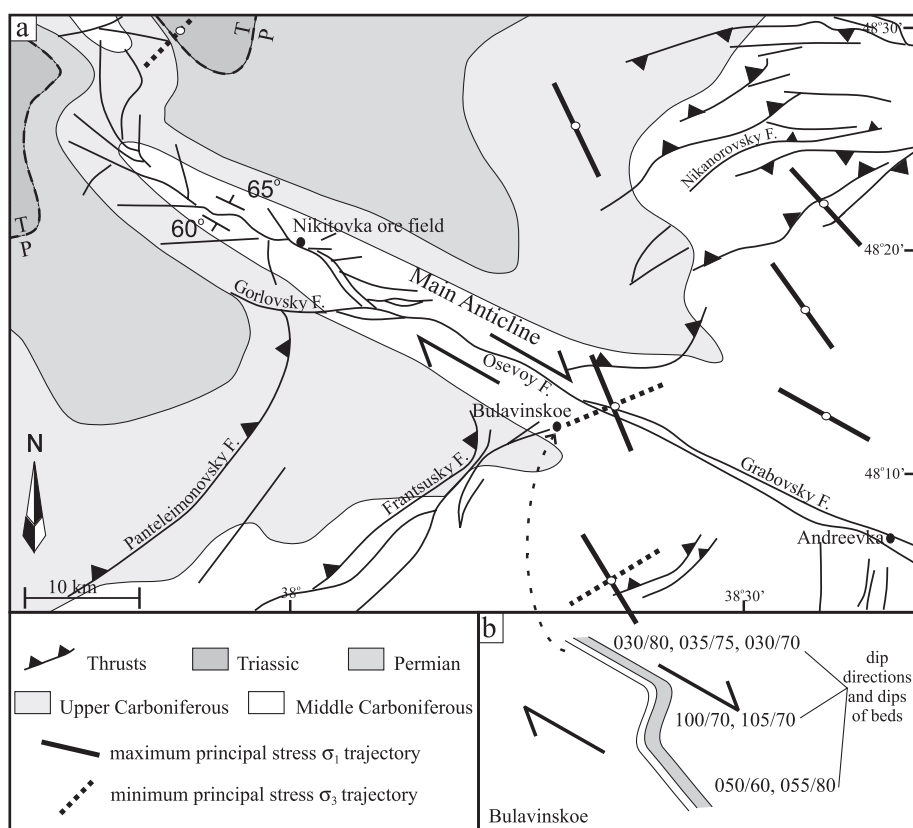 a
T
P
48°30'
Nikanorovsky F.
65°
60°
Nikitovka ore field
T
P
48°20'
Gorlovsky F.
Main Anticline
Osevoy F.
Bulavinskoe
N
Panteleimonovsky F.
Frantsusky F.
48°10'
Grabovsky F.
Andreevka
10 km
38°
38°30'
Thrusts
Triassic
Permian
Upper Carboniferous
Middle Carboniferous
maximum principal stress σ1 trajectory
minimum principal stress σ3 trajectory
b
030/80, 035/75, 030/70
dip
directions
and dips
of beds
100/70, 105/70
050/60, 055/80
Bulavinskoe